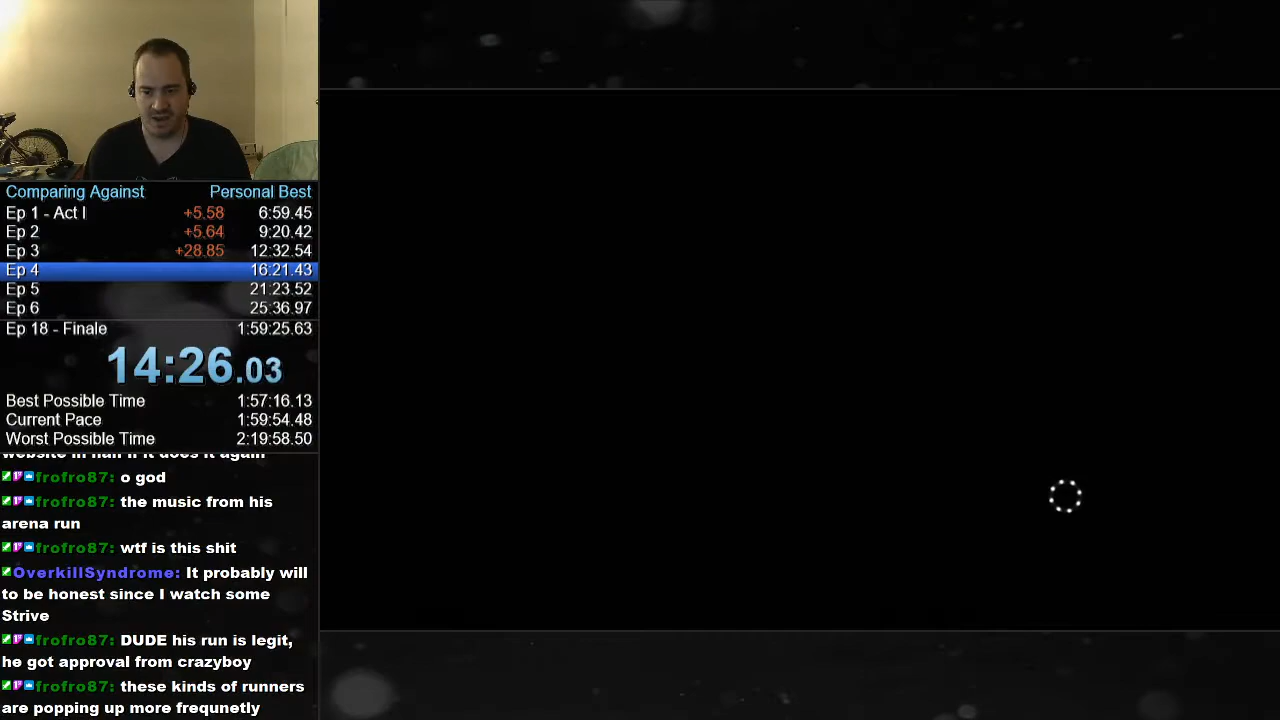 Comparing Against Personal Best
Ep 1 - Act I +5.58 6:59.45
Ep 2 +5.64 9:20.42
Ep 3 +28.85 12:32.54
Ep 4 16:21.43
Ep 5 21:23.52
Ep 6 25:36.97
Ep 18 - Finale 1:59:25.63
14:26.03
Best Possible Time 1:57:16.13
Current Pace 1:59:54.48
Worst Possible Time 2:19:58.50
frofro87: o god
frofro87: the music from his
arena run
frofro87: wtf is this shit
OverkillSyndrome: It probably will
to be honest since I watch some
Strive
frofro87: DUDE his run is legit,
he got approval from crazyboy
frofro87: these kinds of runners
are popping up more frequnetly